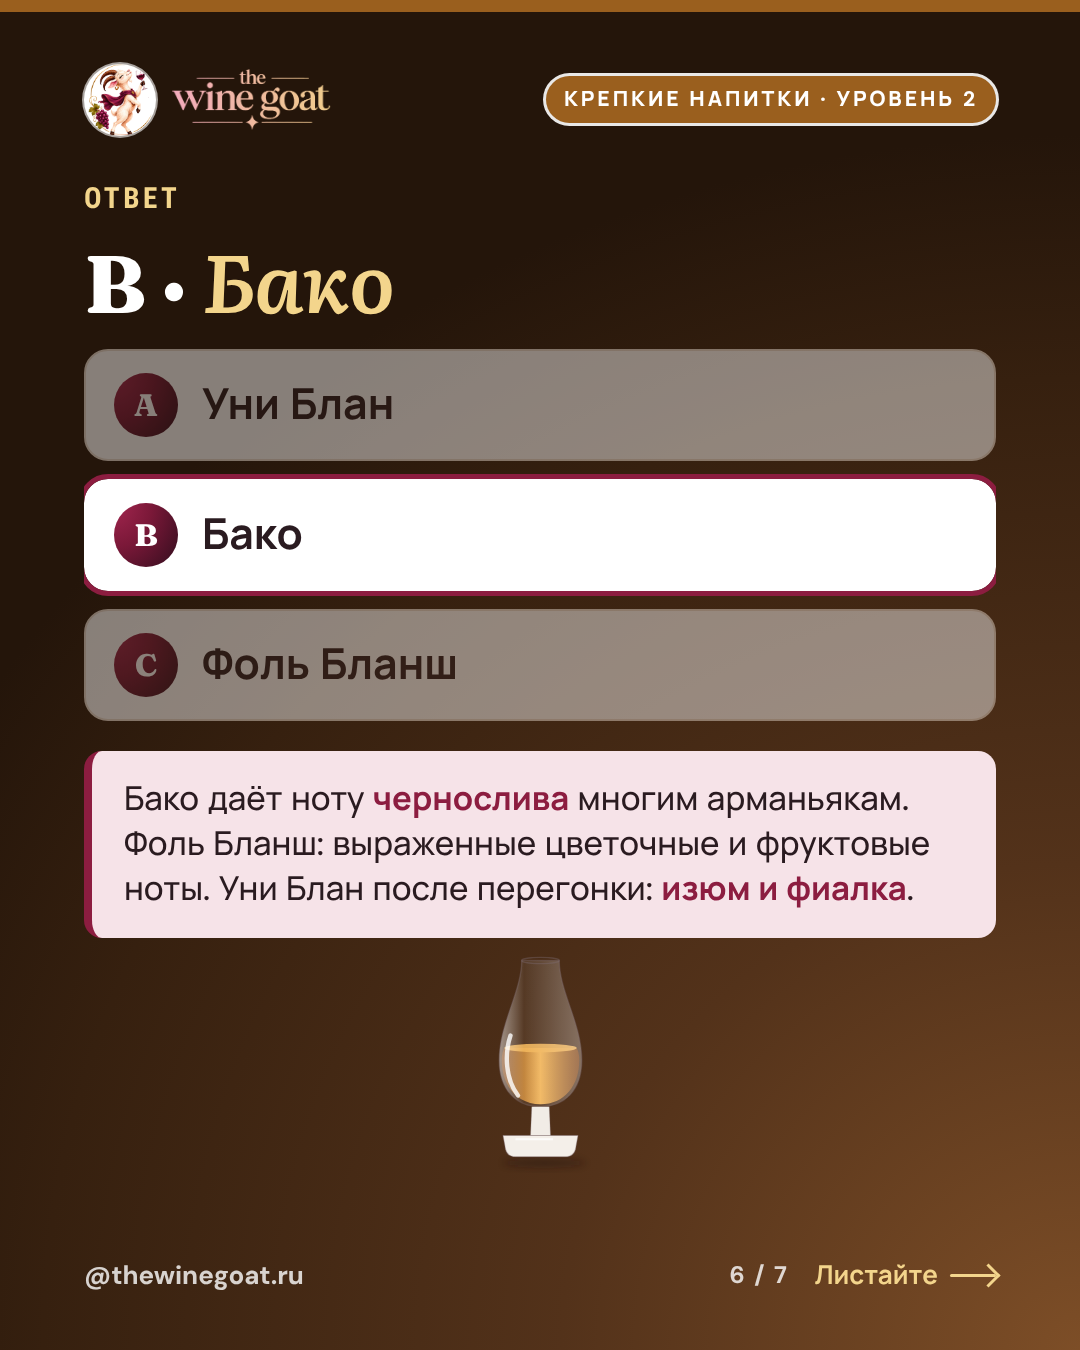 the
wine goat
КРЕПКИЕ НАПИТКИ · УРОВЕНЬ 2
ОТВЕТ
B · Бако
A Уни Блан
B Бако
C Фоль Бланш
Бако даёт ноту чернослива многим арманьякам.
Фоль Бланш: выраженные цветочные и фруктовые
ноты. Уни Блан после перегонки: изюм и фиалка.
@thewinegoat.ru
6 / 7 Листайте